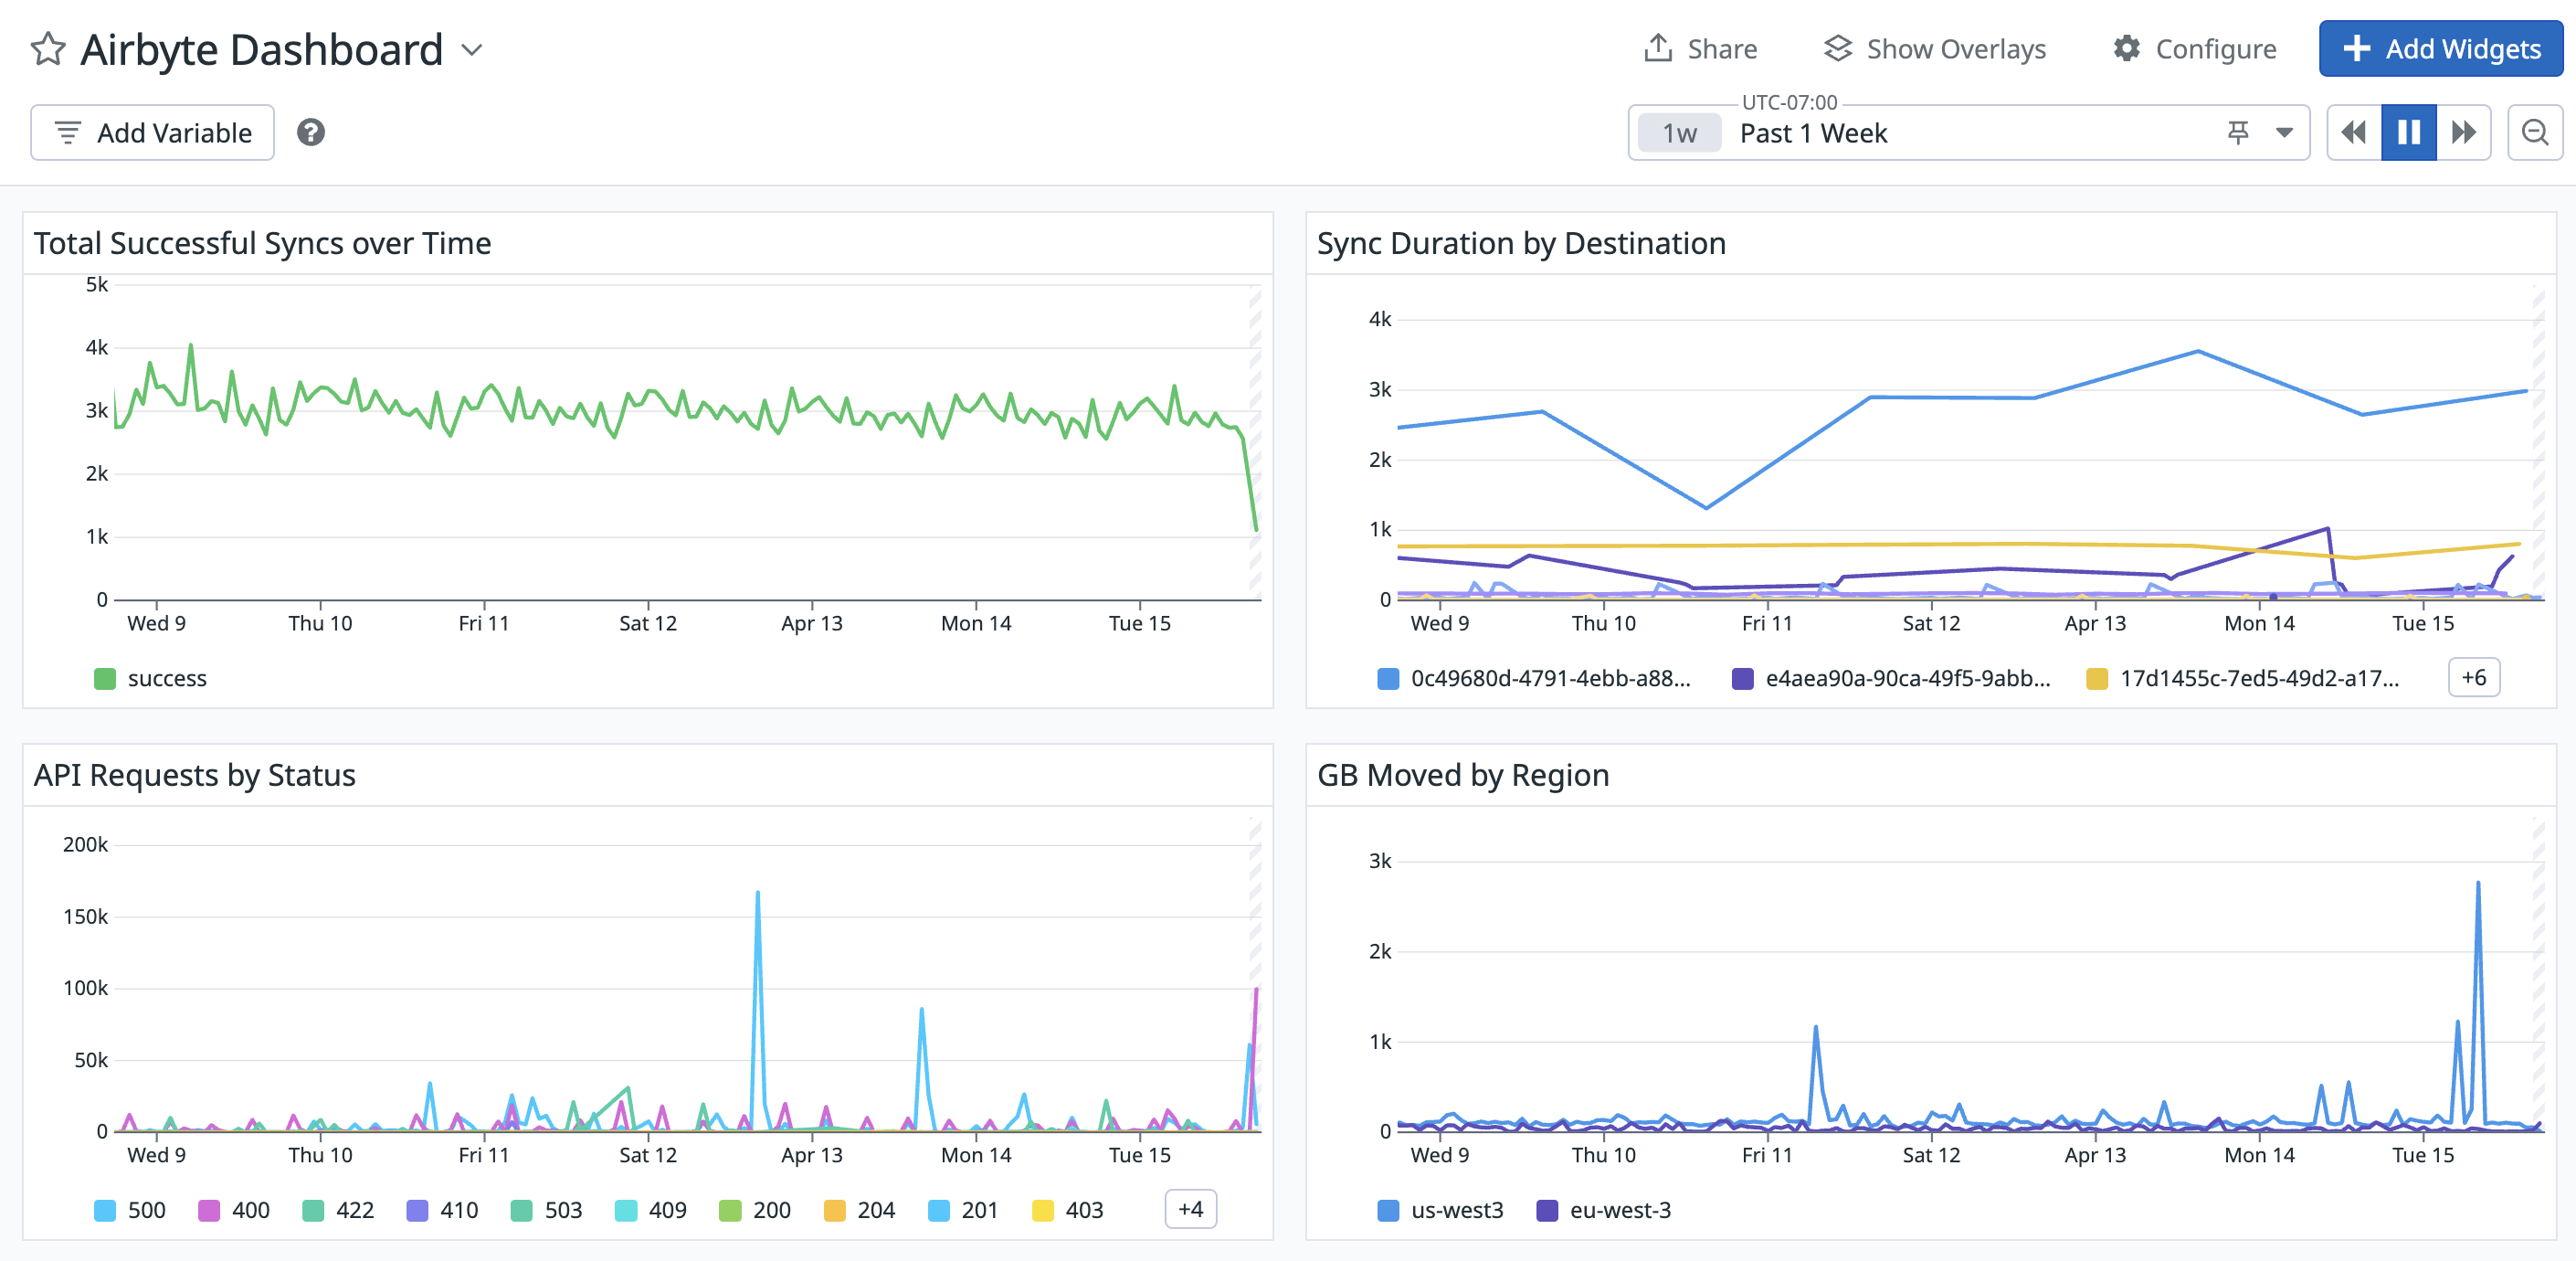 Airbyte Dashboard
Share
Show Overlays
Configure
Add Widgets
Add Variable
?
UTC-07:00
1w Past 1 Week
Total Successful Syncs over Time
5k
4k
3k
2k
1k
0
Wed 9 Thu 10 Fri 11 Sat 12 Apr 13 Mon 14 Tue 15
success
Sync Duration by Destination
4k
3k
2k
1k
0
Wed 9 Thu 10 Fri 11 Sat 12 Apr 13 Mon 14 Tue 15
0c49680d-4791-4ebb-a88... e4aea90a-90ca-49f5-9abb... 17d1455c-7ed5-49d2-a17... +6
API Requests by Status
200k
150k
100k
50k
0
Wed 9 Thu 10 Fri 11 Sat 12 Apr 13 Mon 14 Tue 15
500 400 422 410 503 409 200 204 201 403 +4
GB Moved by Region
3k
2k
1k
0
Wed 9 Thu 10 Fri 11 Sat 12 Apr 13 Mon 14 Tue 15
us-west3 eu-west-3